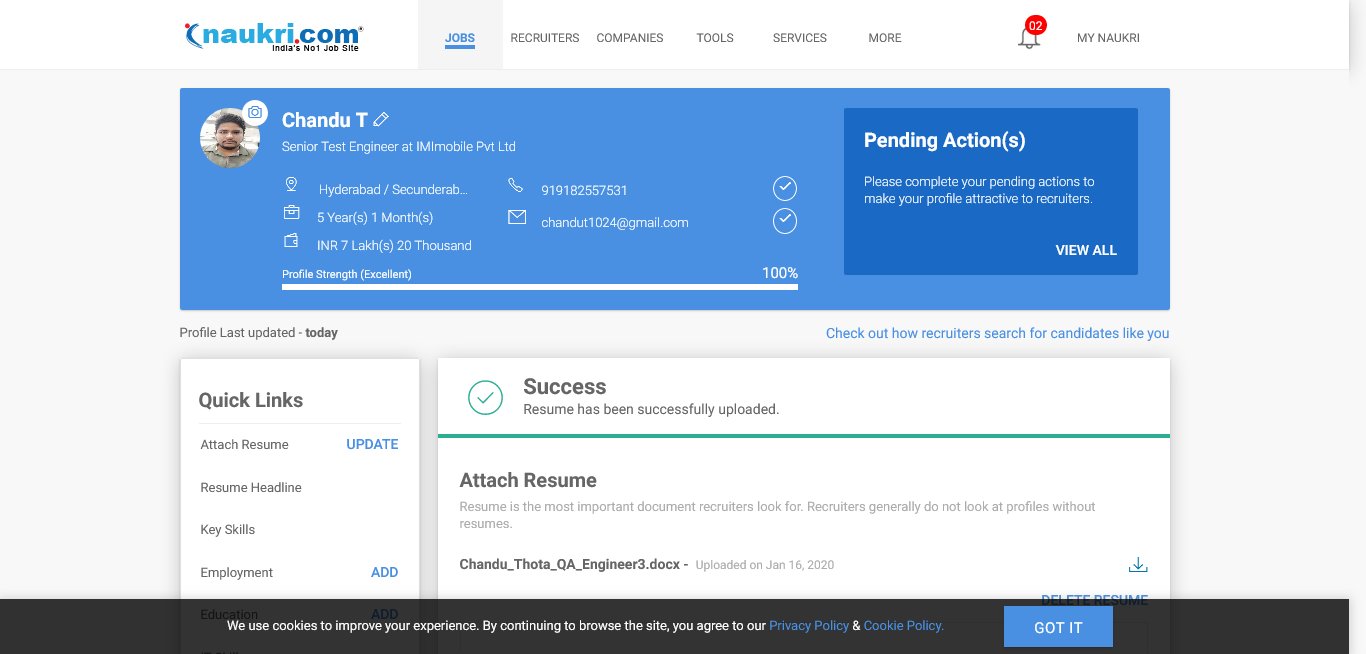 naukri.com
India's No1 Job Site
JOBS
RECRUITERS
COMPANIES
TOOLS
SERVICES
MORE
02
MY NAUKRI
Chandu T
Senior Test Engineer at IMImobile Pvt Ltd
Hyderabad / Secunderab...
919182557531
5 Year(s) 1 Month(s)
chandut1024@gmail.com
INR 7 Lakh(s) 20 Thousand
Profile Strength (Excellent)
100%
Pending Action(s)
Please complete your pending actions to
make your profile attractive to recruiters.
VIEW ALL
Profile Last updated - today
Check out how recruiters search for candidates like you
Quick Links
Attach Resume
UPDATE
Resume Headline
Key Skills
Employment
ADD
Education
ADD
Success
Resume has been successfully uploaded.
Attach Resume
Resume is the most important document recruiters look for. Recruiters generally do not look at profiles without
resumes.
Chandu_Thota_QA_Engineer3.docx - Uploaded on Jan 16, 2020
DELETE RESUME
We use cookies to improve your experience. By continuing to browse the site, you agree to our Privacy Policy & Cookie Policy.
GOT IT